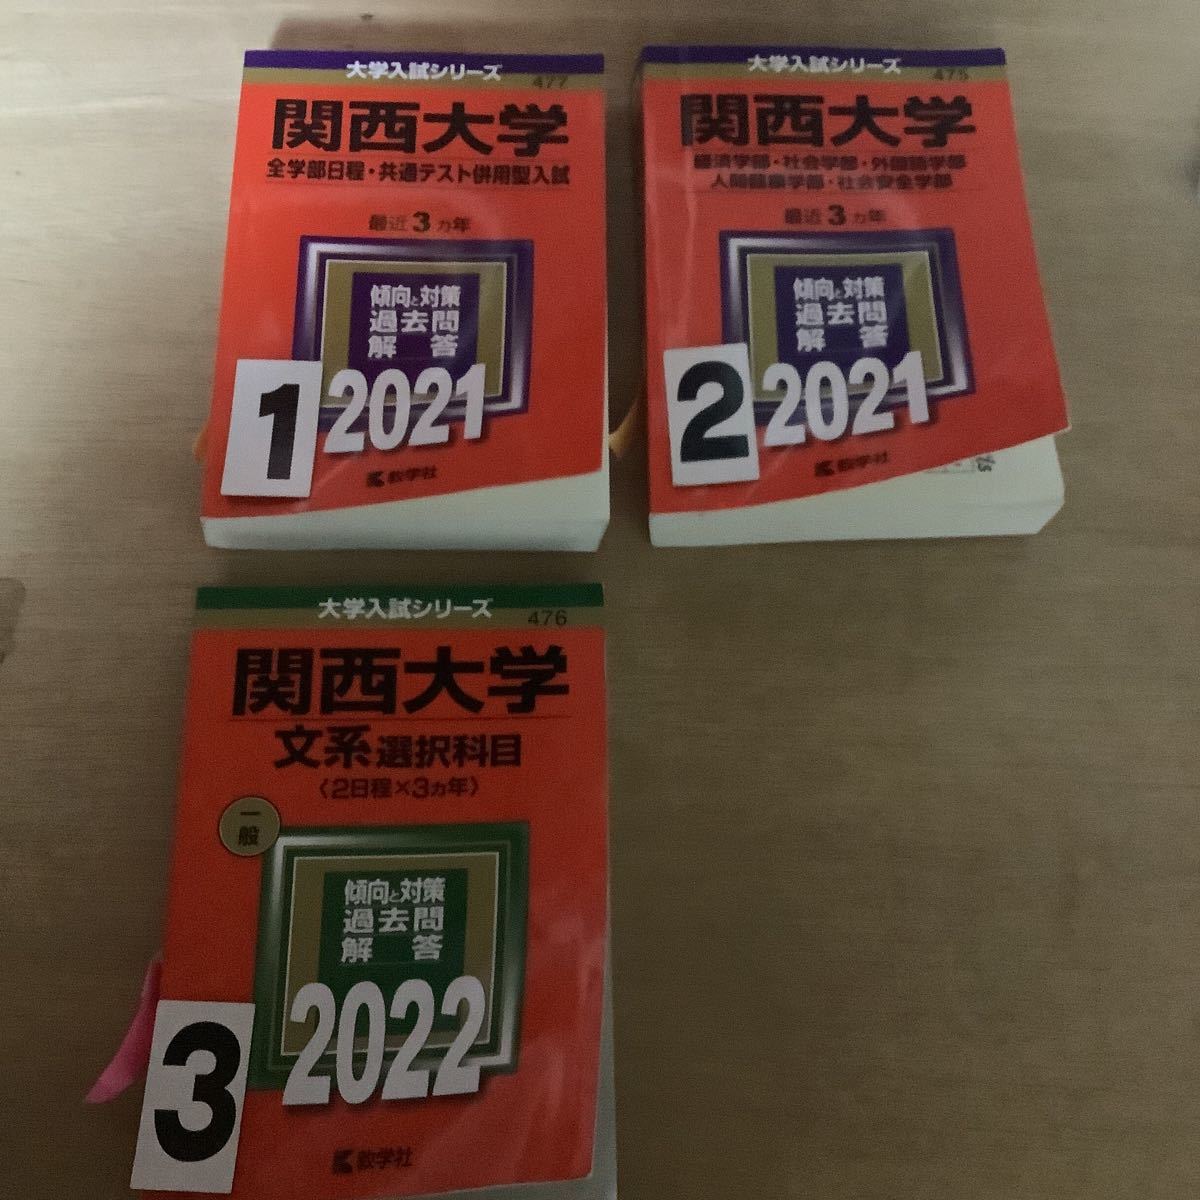 大学入試シリーズ
477
関西大学
全学部日程・共通テスト併用型入試
最近3ヵ年
傾向と対策
過去問
解答
1
2021
教学社
大学入試シリーズ
475
関西大学
経済学部・社会学部・外国語学部
人間健康学部・社会安全学部
最近3ヵ年
傾向と対策
過去問
解答
2
2021
教学社
大学入試シリーズ
476
関西大学
文系選択科目
〈2日程×3ヵ年〉
一般
傾向と対策
過去問
解答
2022
3
教学社